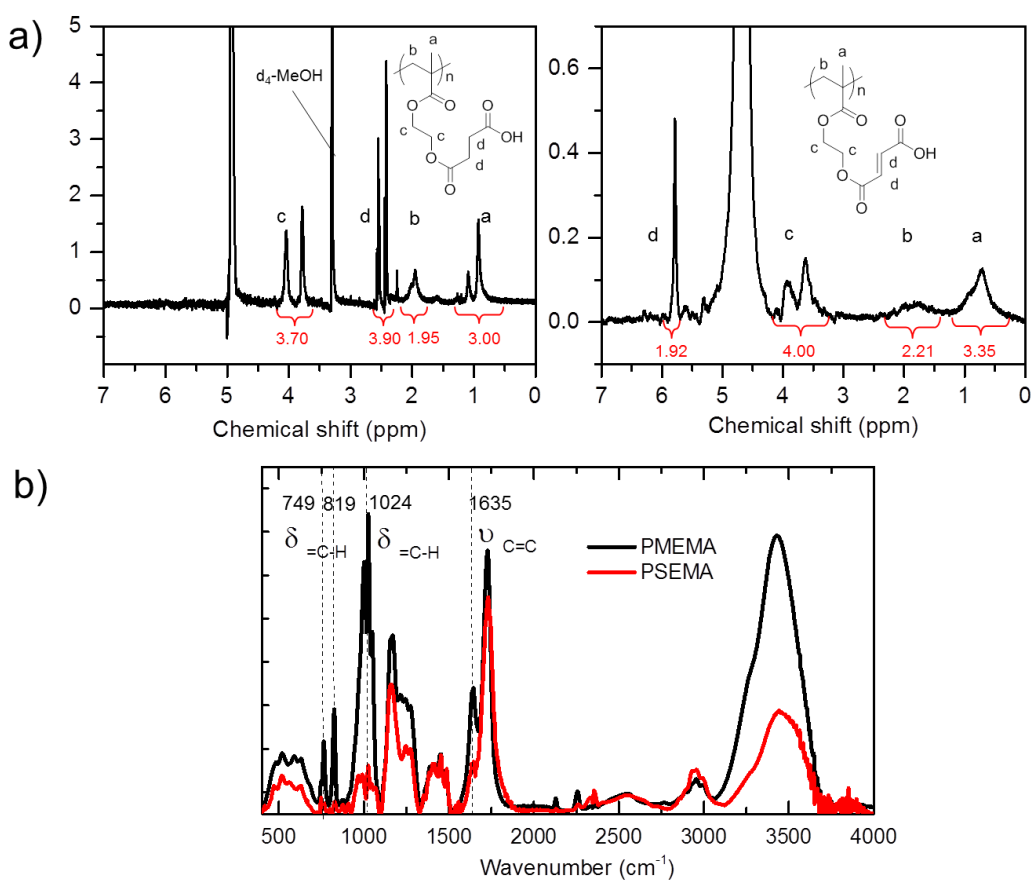 a)
5
4
3
2
1
0
d₄-MeOH
b
a
n
O
O
c
c
O
O
OH
d
d
O
c
d
b
a
3.70
3.90
1.95
3.00
7
6
5
4
3
2
1
0
Chemical shift (ppm)
0.6
0.4
0.2
0.0
b
a
n
O
O
c
c
O
O
OH
d
d
O
d
c
b
a
1.92
4.00
2.21
3.35
7
6
5
4
3
2
1
0
Chemical shift (ppm)
b)
749
819
1024
1635
δ =C-H
δ =C-H
υ C=C
PMEMA
PSEMA
500
1000
1500
2000
2500
3000
3500
4000
Wavenumber (cm⁻¹)